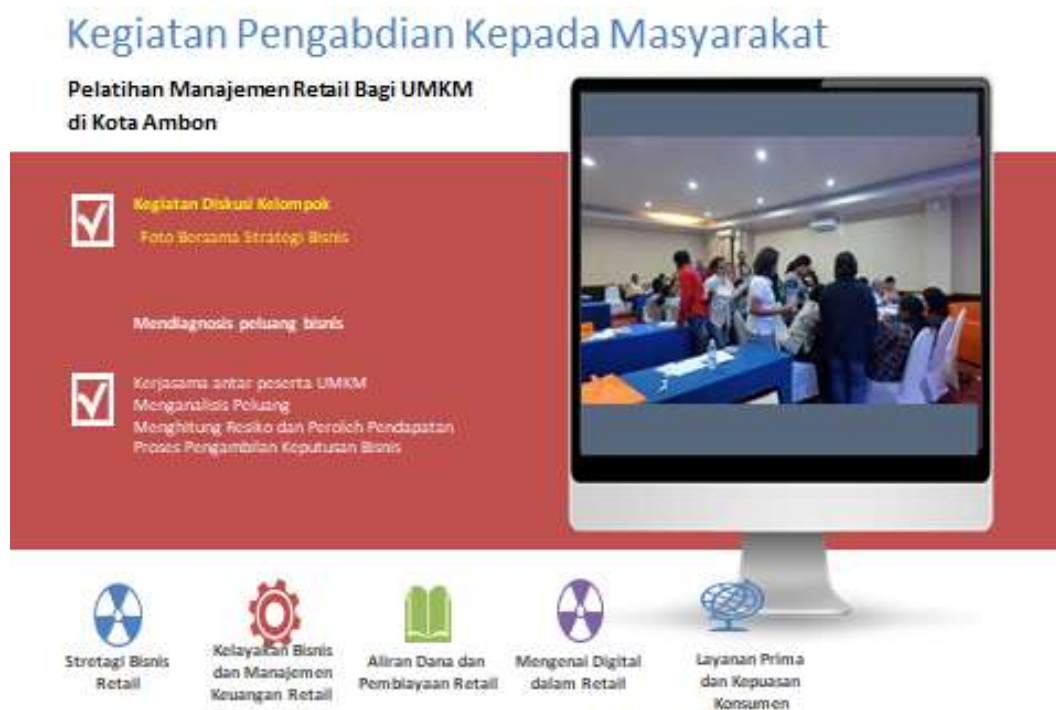 Kegiatan Pengabdian Kepada Masyarakat
Pelatihan Manajemen Retail Bagi UMKM
di Kota Ambon
Kegiatan Diskusi Kelompok
Foto Bersama Strategi Bisnis
Mendiagnosis peluang bisnis
Kerjasama antar peserta UMKM
Menganalisis Peluang
Menghitung Resiko dan Peroleh Pendapatan
Proses Pengambilan Keputusan Bisnis
Stretagi Bisnis
Retail
Kelayakan Bisnis
dan Manajemen
Keuangan Retail
Aliran Dana dan
Pembiayaan Retail
Mengenai Digital
dalam Retail
Layanan Prima
dan Kepuasan
Konsumen